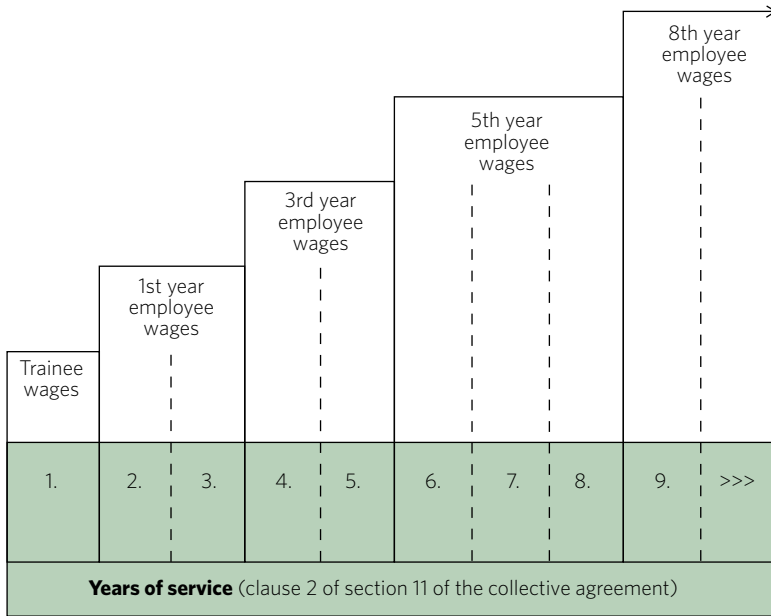 8th year
employee
wages
5th year
employee
wages
3rd year
employee
wages
1st year
employee
wages
Trainee
wages
1. 2. 3. 4. 5. 6. 7. 8. 9. >>>
Years of service (clause 2 of section 11 of the collective agreement)